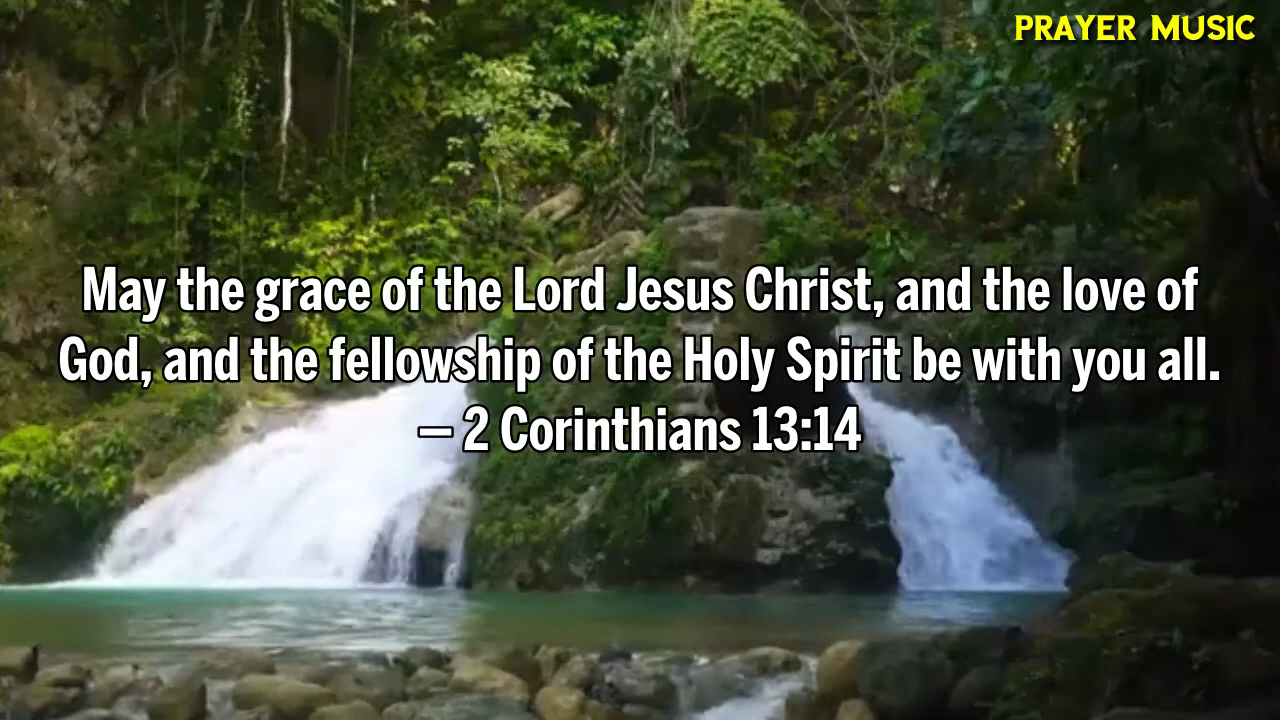 PRAYER MUSIC
May the grace of the Lord Jesus Christ, and the love of
God, and the fellowship of the Holy Spirit be with you all.
– 2 Corinthians 13:14